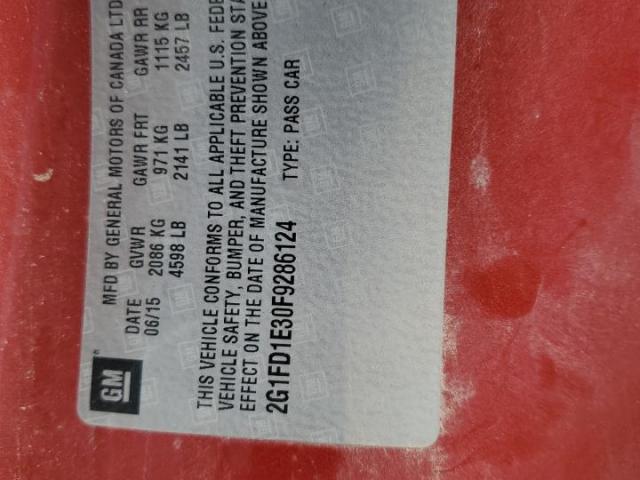 GM
MFD BY GENERAL MOTORS OF CANADA LTD
DATE GVWR GAWR FRT GAWR RR
06/15 2086 KG 971 KG 1115 KG
4598 LB 2141 LB 2457 LB
THIS VEHICLE CONFORMS TO ALL APPLICABLE U.S. FEDE
VEHICLE SAFETY, BUMPER, AND THEFT PREVENTION STA
EFFECT ON THE DATE OF MANUFACTURE SHOWN ABOVE
2G1FD1E30F9286124 TYPE: PASS CAR